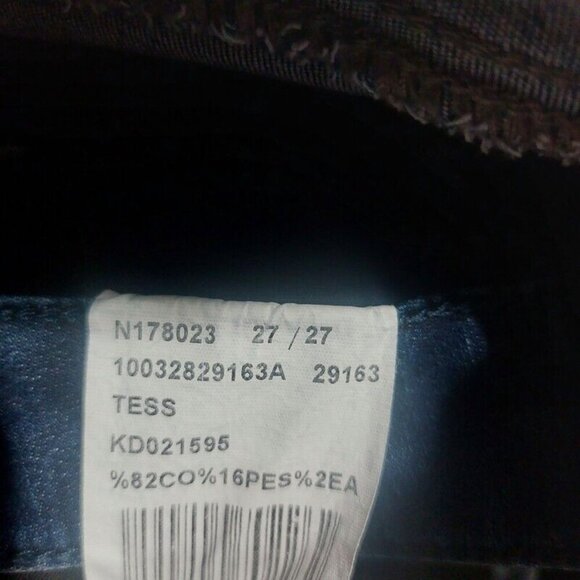 N178023 27 / 27
10032829163A 29163
TESS
KD021595
%82CO%16PES%2EA